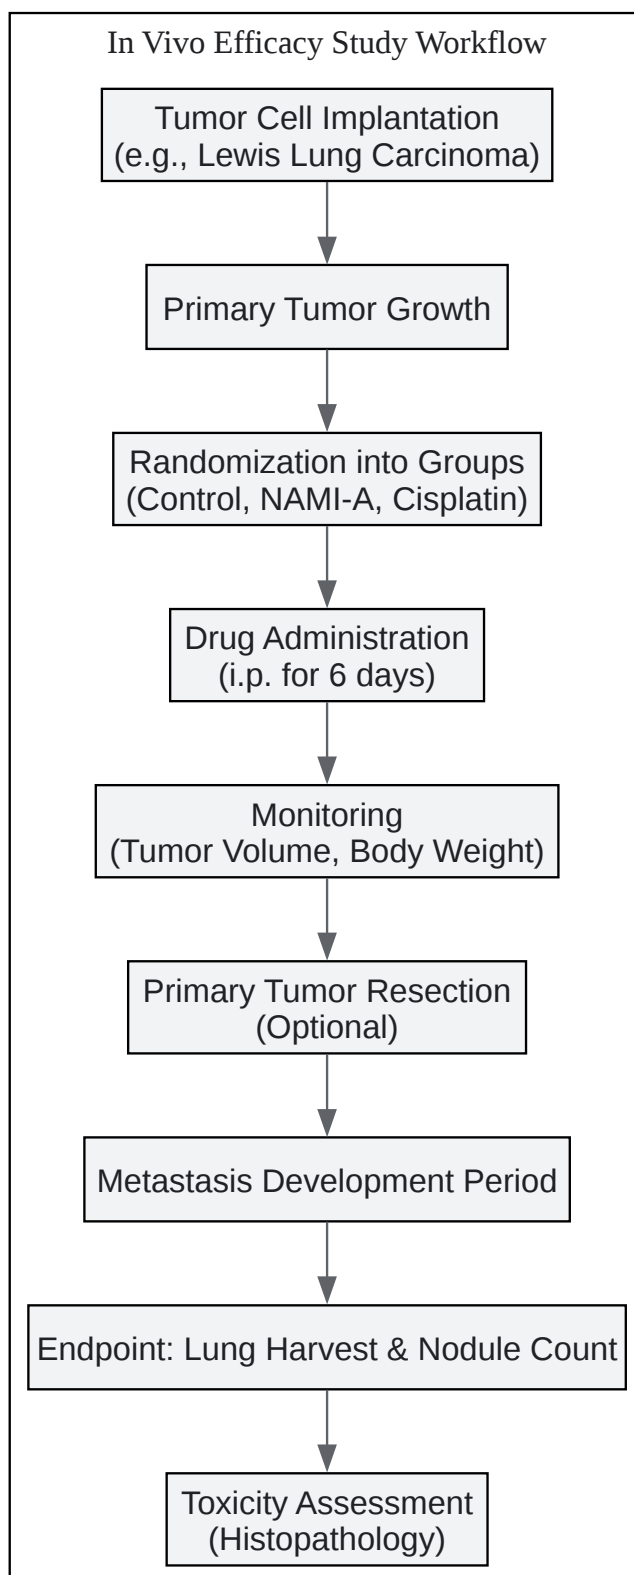 In Vivo Efficacy Study Workflow
Tumor Cell Implantation
(e.g., Lewis Lung Carcinoma)
Primary Tumor Growth
Randomization into Groups
(Control, NAMI-A, Cisplatin)
Drug Administration
(i.p. for 6 days)
Monitoring
(Tumor Volume, Body Weight)
Primary Tumor Resection
(Optional)
Metastasis Development Period
Endpoint: Lung Harvest & Nodule Count
Toxicity Assessment
(Histopathology)